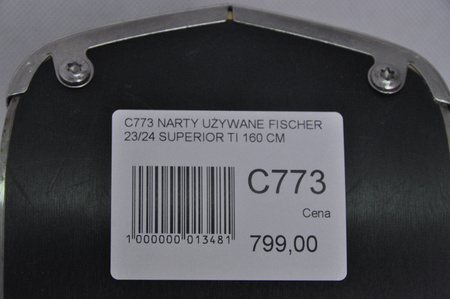 C773 NARTY UŻYWANE FISCHER
23/24 SUPERIOR TI 160 CM
C773
Cena
1 000000 013481
799,00